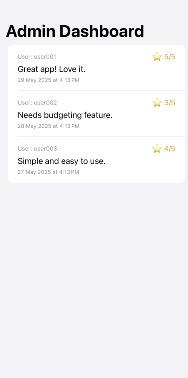 Admin Dashboard
User: user001 ⭐ 5/5
Great app! Love it.
29 May 2025 at 4:13 PM
User: user002 ⭐ 3/5
Needs budgeting feature.
28 May 2025 at 4:13 PM
User: user003 ⭐ 4/5
Simple and easy to use.
27 May 2025 at 4:13 PM